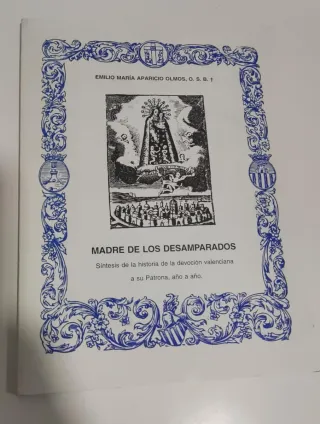 EMILIO MARÍA APARICIO OLMOS, O. S. B. †
MADRE DE LOS DESAMPARADOS
Síntesis de la historia de la devoción valenciana
a su Patrona, año a año.